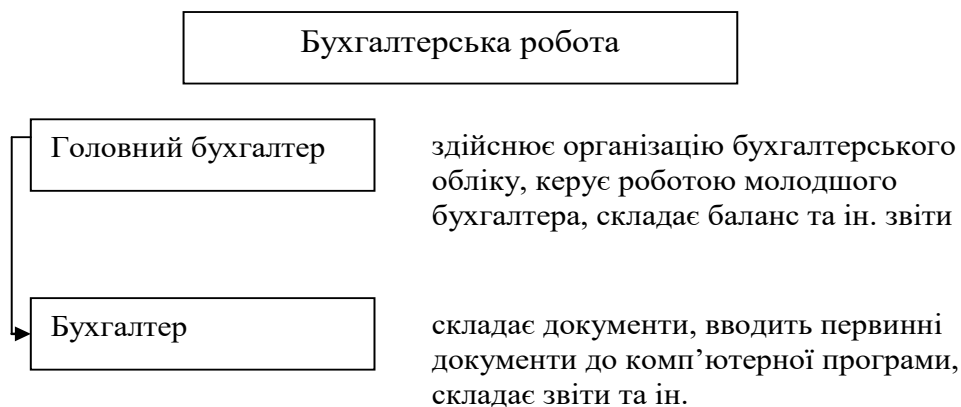 Бухгалтерська робота
Головний бухгалтер
здійснює організацію бухгалтерського
обліку, керує роботою молодшого
бухгалтера, складає баланс та ін. звіти
Бухгалтер
складає документи, вводить первинні
документи до комп’ютерної програми,
складає звіти та ін.